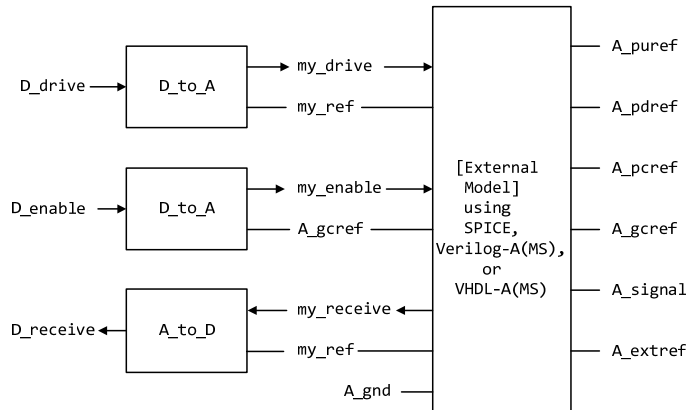 D_drive
D_to_A
my_drive
my_ref
D_enable
D_to_A
my_enable
A_gcref
D_receive
A_to_D
my_receive
my_ref
A_gnd
[External
Model]
using
SPICE,
Verilog-A(MS),
or
VHDL-A(MS)
A_puref
A_pdref
A_pcref
A_gcref
A_signal
A_extref